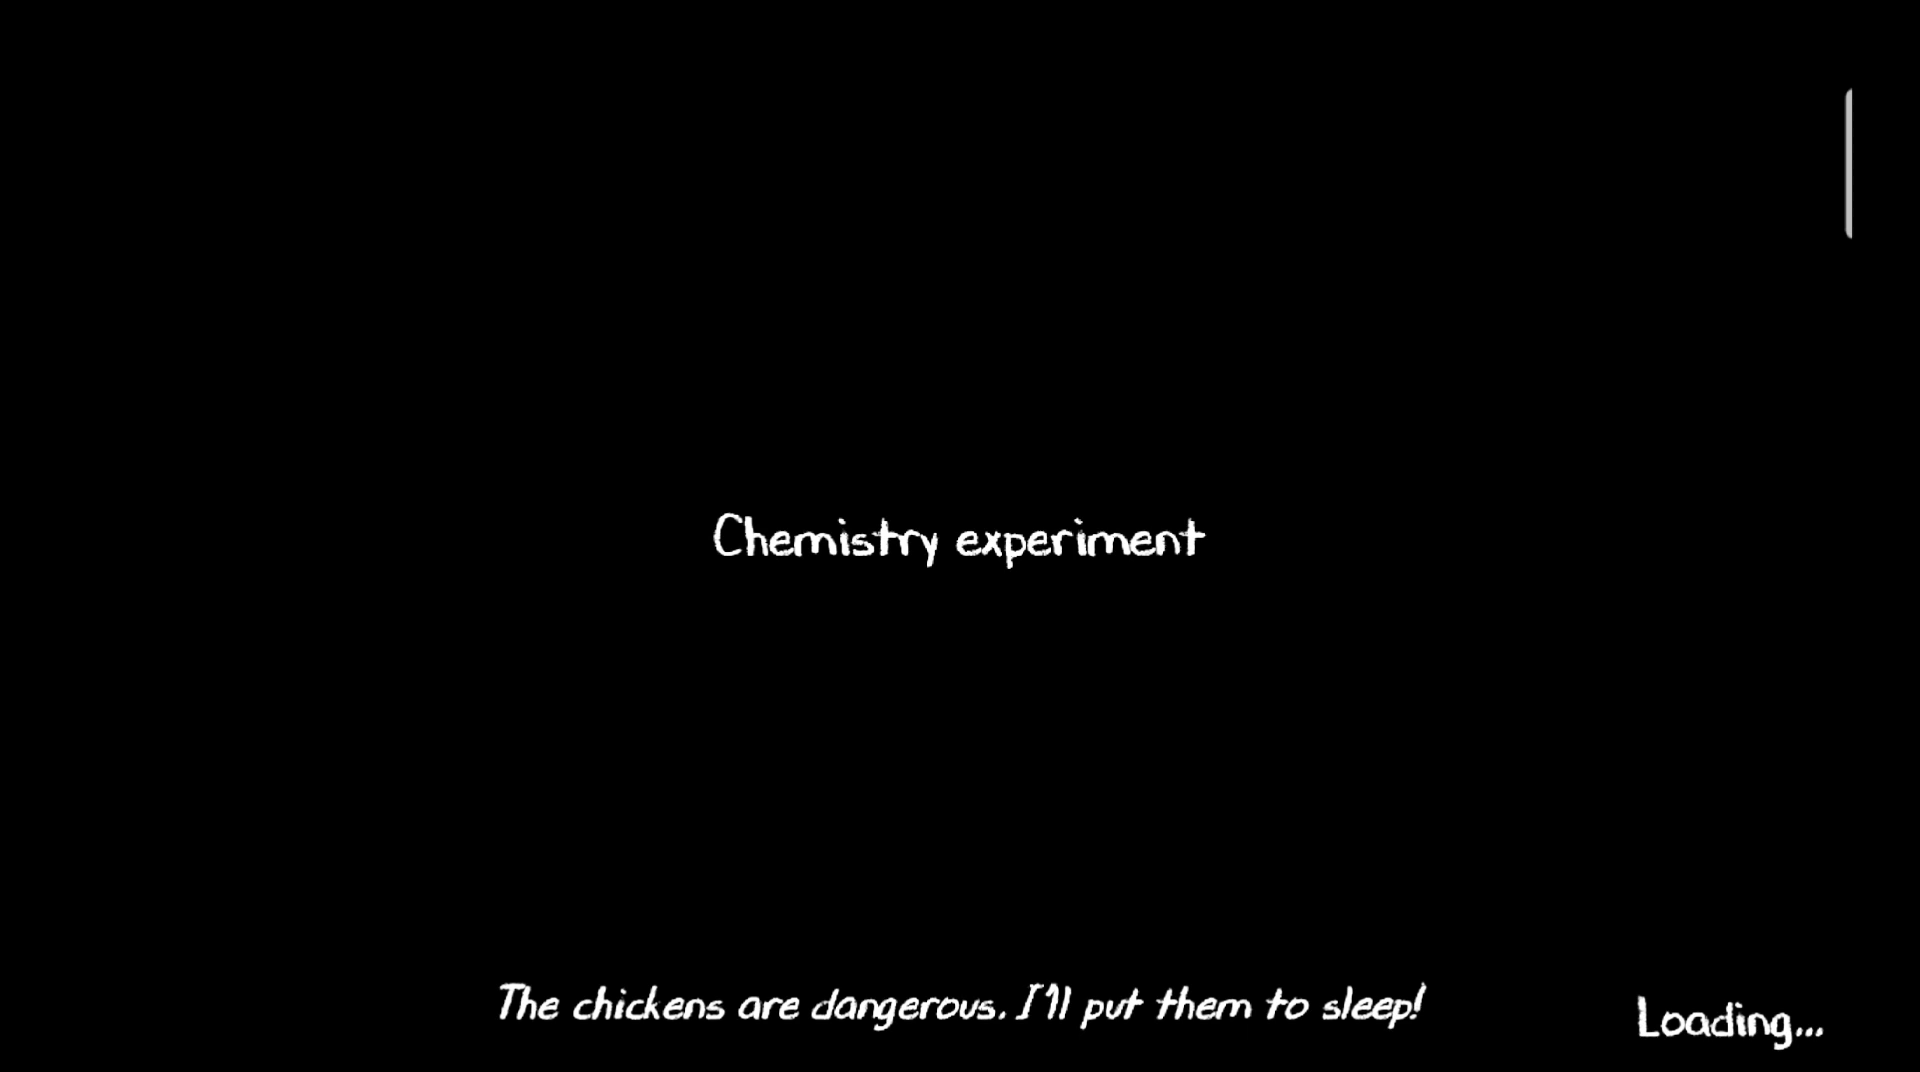 Chemistry experiment
The chickens are dangerous. I'll put them to sleep!
Loading...